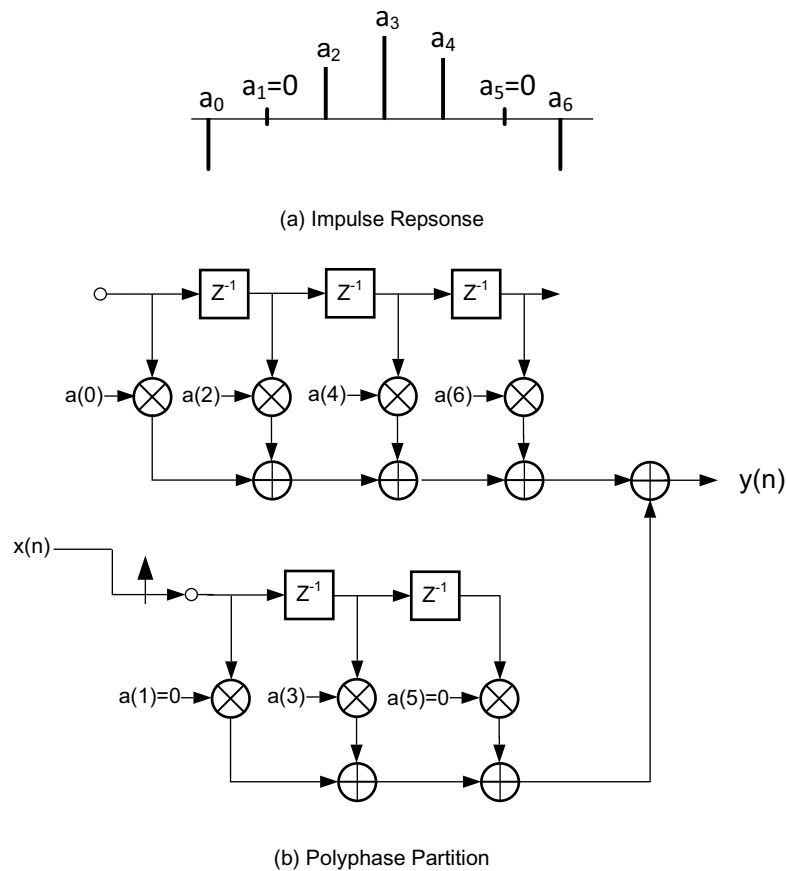 a₀ a₁=0 a₂ a₃ a₄ a₅=0 a₆
(a) Impulse Repsonse
Z⁻¹ Z⁻¹ Z⁻¹
a(0) a(2) a(4) a(6)
y(n)
x(n)
Z⁻¹ Z⁻¹
a(1)=0 a(3) a(5)=0
(b) Polyphase Partition